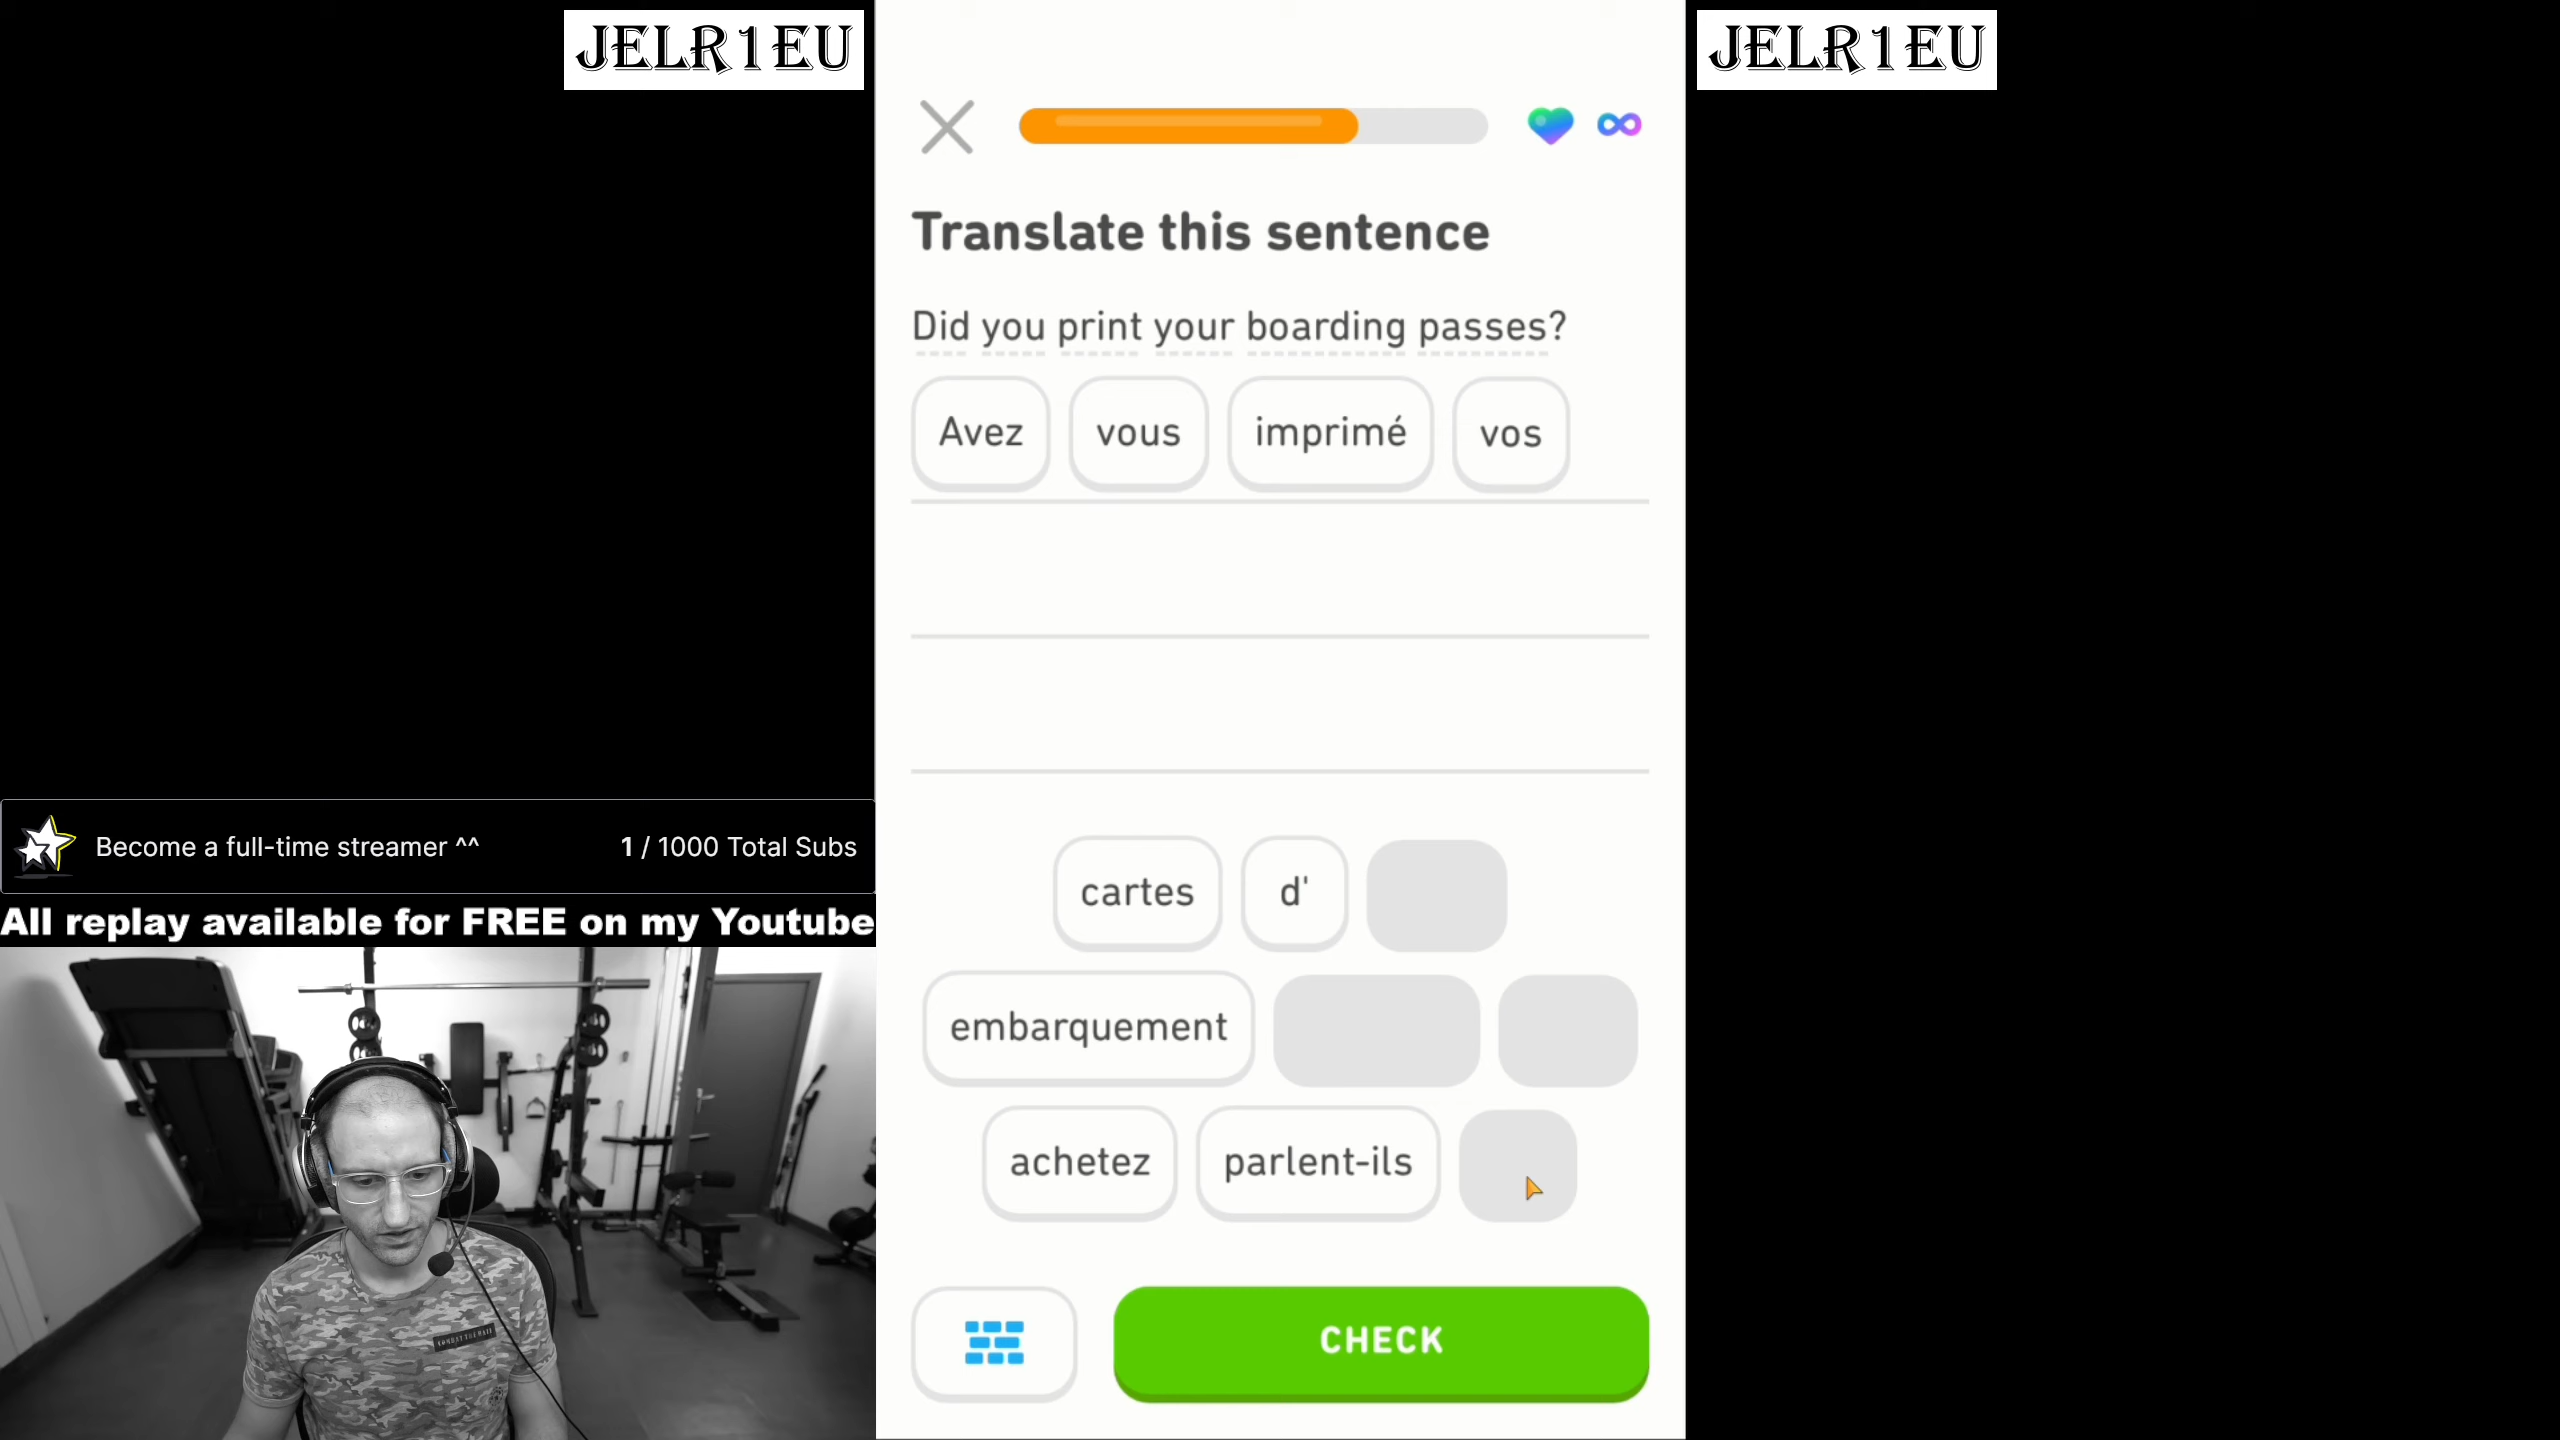 JELR1EU
JELR1EU
Translate this sentence
Did you print your boarding passes?
Avez vous imprimé vos
cartes d'
embarquement
achetez parlent-ils
CHECK
Become a full-time streamer ^^ 1 / 1000 Total Subs
All replay available for FREE on my Youtube